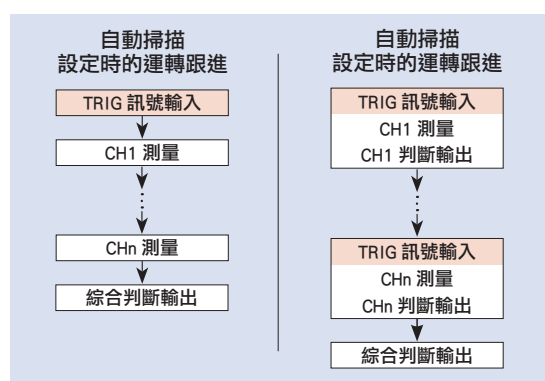 自動掃描
設定時的運轉跟進
TRIG 訊號輸入
CH1 測量
CHn 測量
綜合判斷輸出
自動掃描
設定時的運轉跟進
TRIG 訊號輸入
CH1 測量
CH1 判斷輸出
TRIG 訊號輸入
CHn 測量
CHn 判斷輸出
綜合判斷輸出